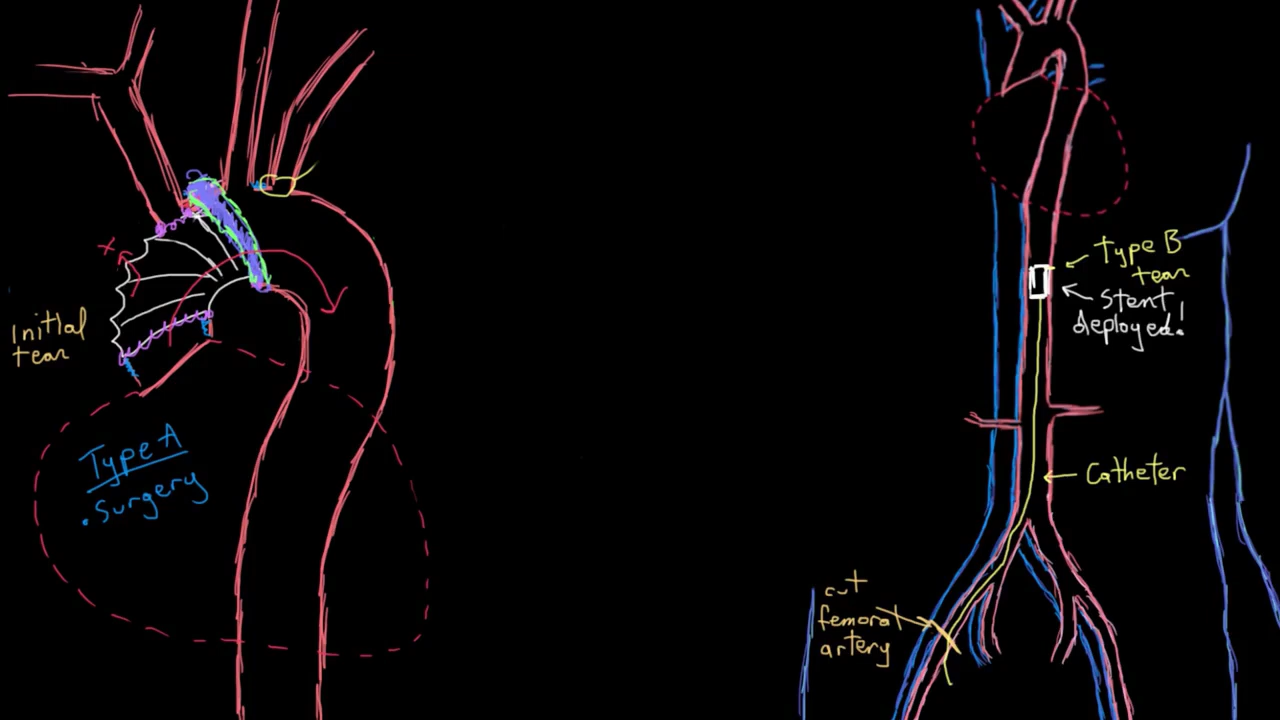 Initial
tear
Type A
. Surgery
Type B
tear
Stent
deployed!
Catheter
cut
femoral
artery